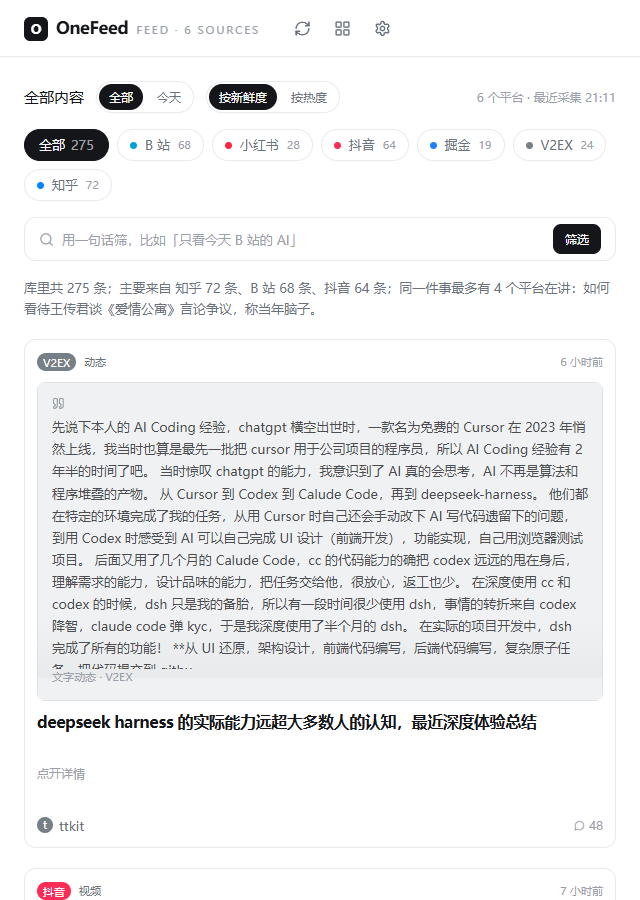 O OneFeed FEED · 6 SOURCES
全部内容 全部 今天 按新鲜度 按热度 6 个平台 · 最近采集 21:11
全部 275 B 站 68 小红书 28 抖音 64 掘金 19 V2EX 24
知乎 72
用一句话筛，比如「只看今天 B 站的 AI」 筛选
库里共 275 条；主要来自 知乎 72 条、B 站 68 条、抖音 64 条；同一件事最多有 4 个平台在讲：如何
看待王传君谈《爱情公寓》言论争议，称当年脑子。
V2EX 动态 6 小时前
先说下本人的 AI Coding 经验，chatgpt 横空出世时，一款名为免费的 Cursor 在 2023 年悄
然上线，我当时也算是最先一批把 cursor 用于公司项目的程序员，所以 AI Coding 经验有 2
年半的时间了吧。 当时惊叹 chatgpt 的能力，我意识到了 AI 真的会思考，AI 不再是算法和
程序堆叠的产物。 从 Cursor 到 Codex 到 Calude Code，再到 deepseek-harness。 他们都
在特定的环境完成了我的任务，从用 Cursor 时自己还会手动改下 AI 写代码遗留下的问题，
到用 Codex 时感受到 AI 可以自己完成 UI 设计（前端开发），功能实现，自己用浏览器测试
项目。 后面又用了几个月的 Calude Code，cc 的代码能力的确把 codex 远远的甩在身后，
理解需求的能力，设计品味的能力，把任务交给他，很放心，返工也少。 在深度使用 cc 和
codex 的时候，dsh 只是我的备胎，所以有一段时间很少使用 dsh，事情的转折来自 codex
降智，claude code 弹 kyc，于是我深度使用了半个月的 dsh。 在实际的项目开发中，dsh
完成了所有的功能！ **从 UI 还原，架构设计，前端代码编写，后端代码编写，复杂原子任
务，把代码提交到 githu
文字动态 · V2EX
deepseek harness 的实际能力远超大多数人的认知，最近深度体验总结
点开详情
t ttkit 48
抖音 视频 7 小时前